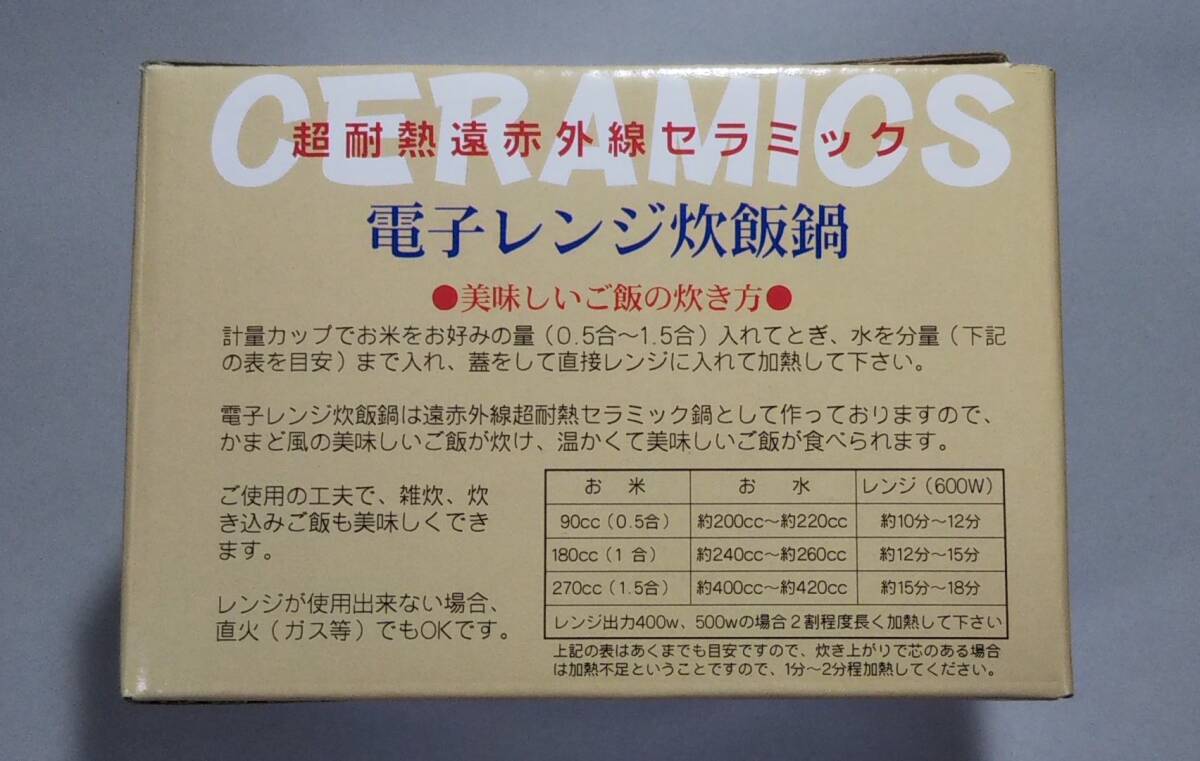 CERAMICS
超耐熱遠赤外線セラミック
電子レンジ炊飯鍋
●美味しいご飯の炊き方●
計量カップでお米をお好みの量（0.5合〜1.5合）入れてとぎ、水を分量（下記
の表を目安）まで入れ、蓋をして直接レンジに入れて加熱して下さい。
電子レンジ炊飯鍋は遠赤外線超耐熱セラミック鍋として作っておりますので、
かまど風の美味しいご飯が炊け、温かくて美味しいご飯が食べられます。
ご使用の工夫で、雑炊、炊
き込みご飯も美味しくでき
ます。
レンジが使用出来ない場合、
直火（ガス等）でもOKです。
お 米 お 水 レンジ（600W）
90cc（0.5合） 約200cc〜約220cc 約10分〜12分
180cc（1 合） 約240cc〜約260cc 約12分〜15分
270cc（1.5合） 約400cc〜約420cc 約15分〜18分
レンジ出力400w、500wの場合２割程度長く加熱して下さい
上記の表はあくまでも目安ですので、炊き上がりで芯のある場合
は加熱不足ということですので、1分〜2分程加熱してください。